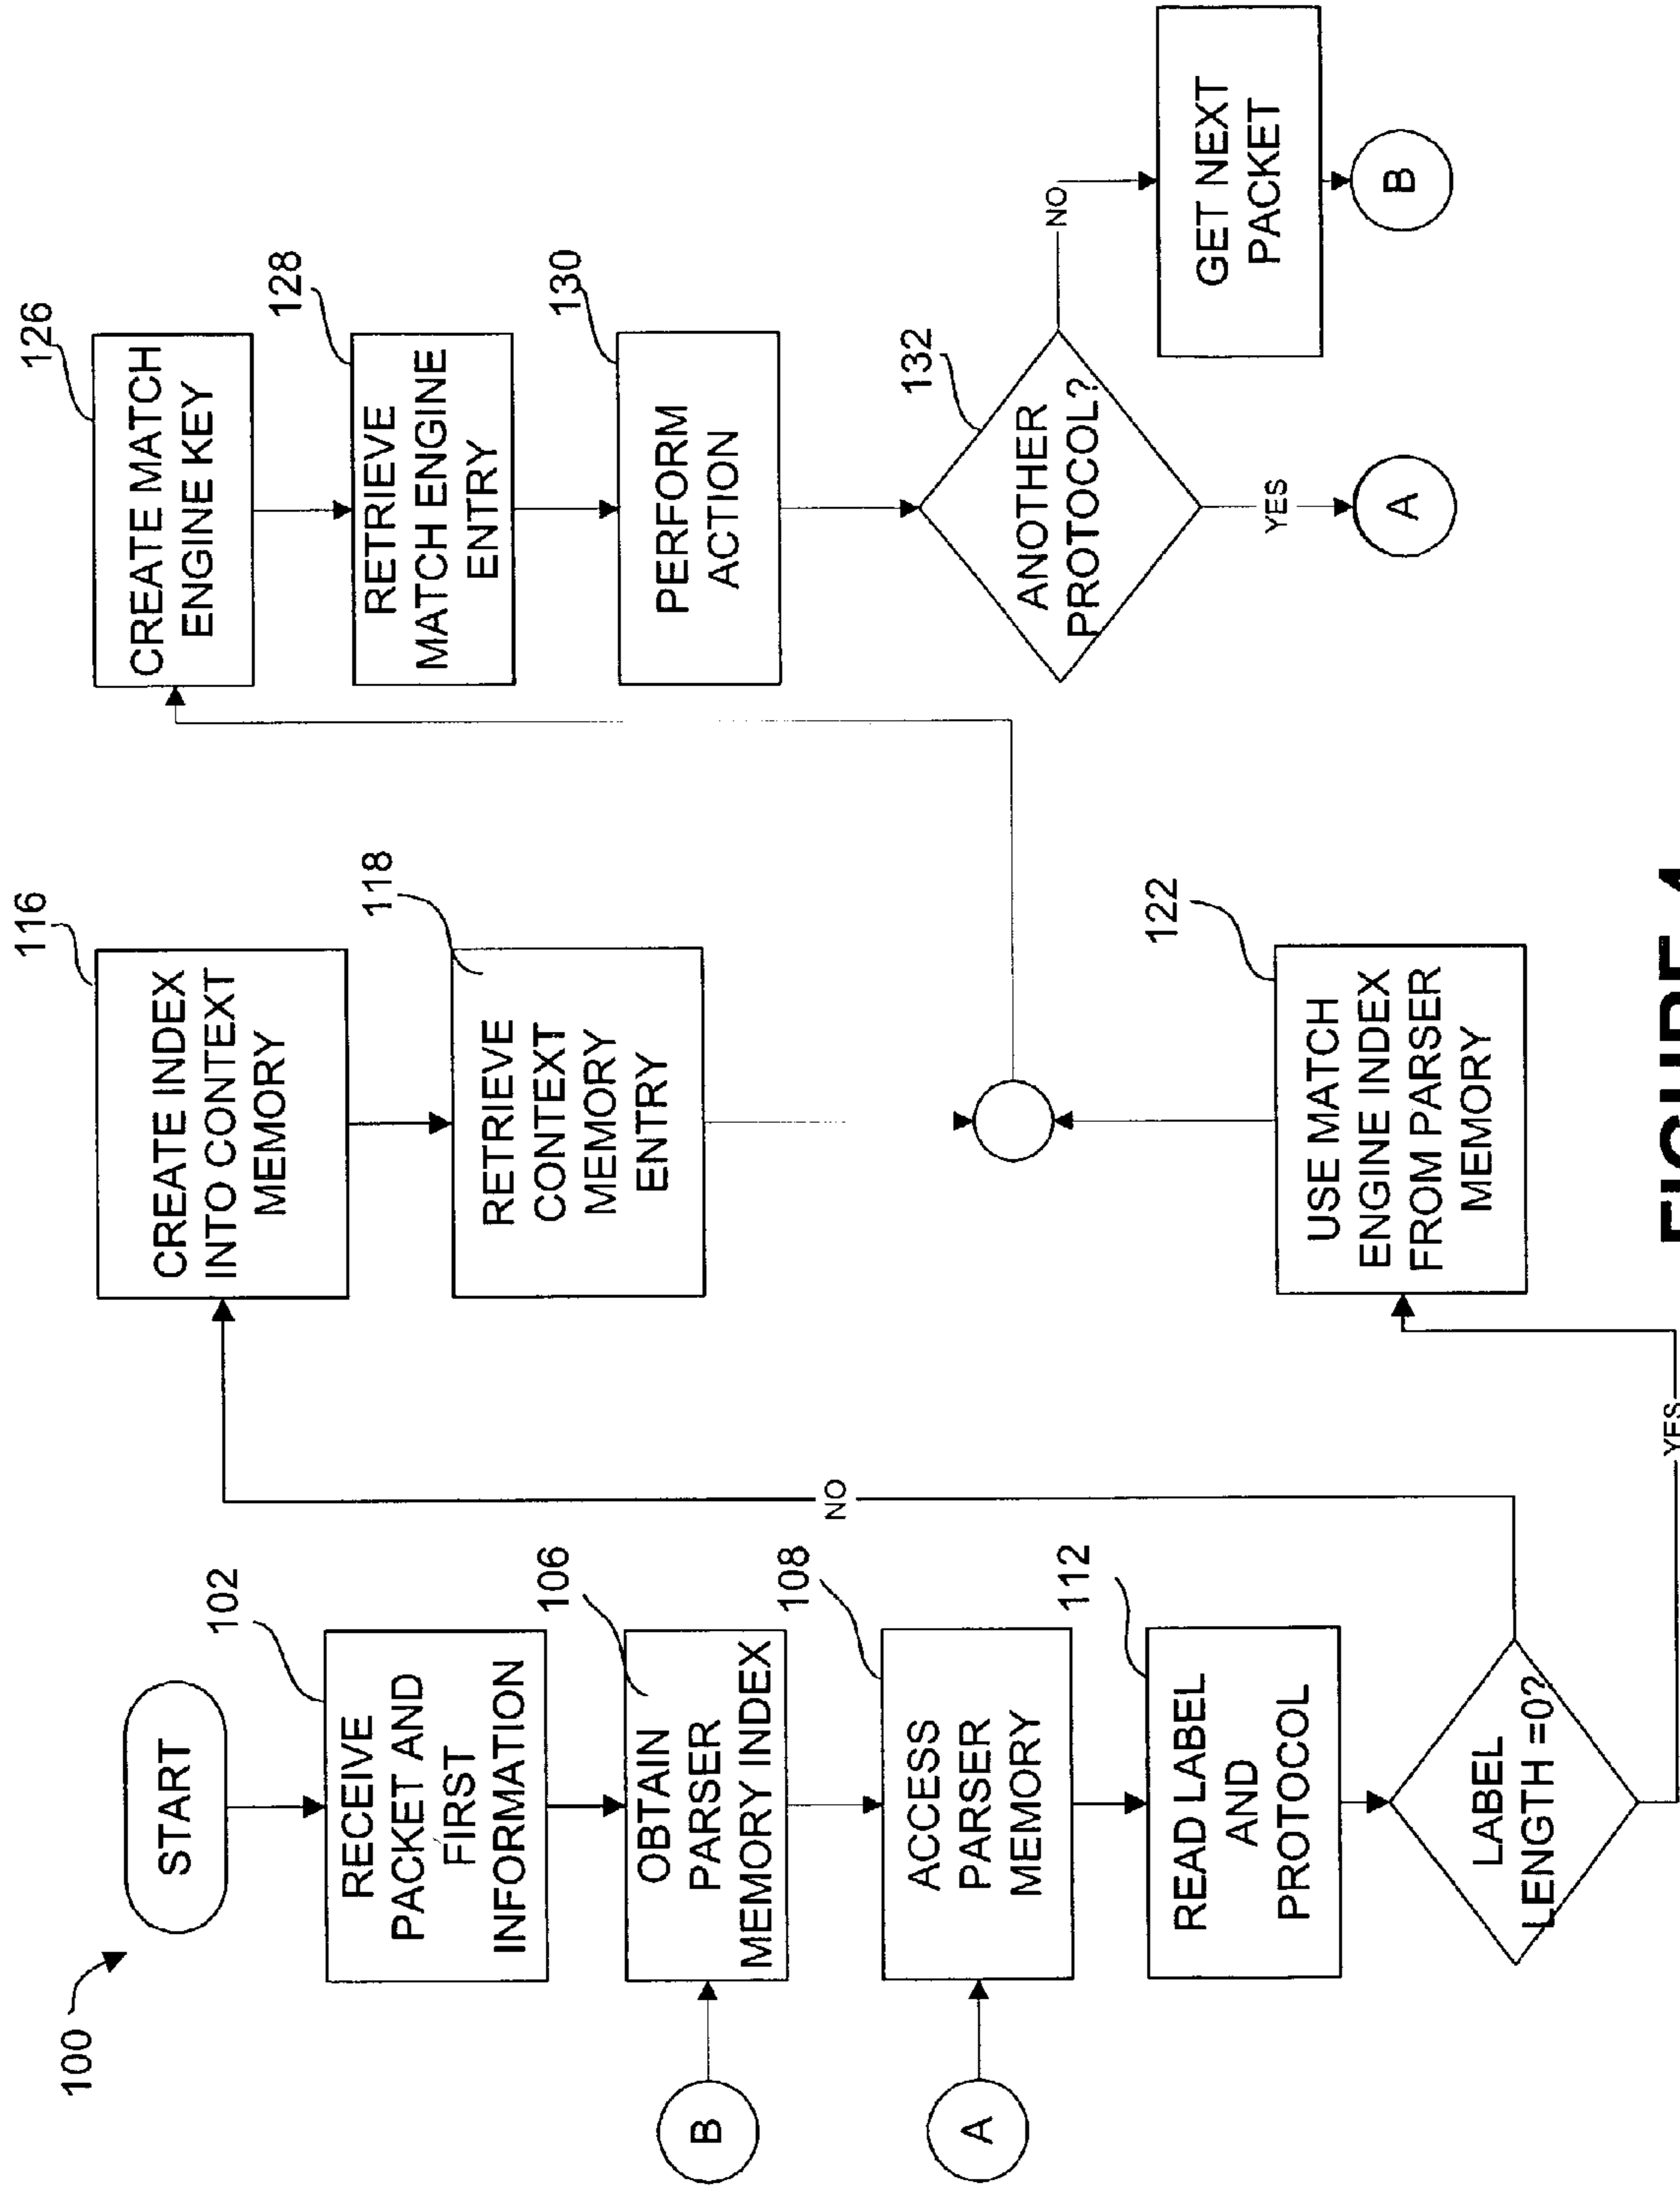 100
START
102
RECEIVE
PACKET AND
FIRST
INFORMATION
106
B
OBTAIN
PARSER
MEMORY INDEX
108
A
ACCESS
PARSER
MEMORY
112
READ LABEL
AND
PROTOCOL
LABEL
LENGTH =0?
NO
YES
116
CREATE INDEX
INTO CONTEXT
MEMORY
118
RETRIEVE
CONTEXT
MEMORY
ENTRY
122
USE MATCH
ENGINE INDEX
FROM PARSER
MEMORY
126
CREATE MATCH
ENGINE KEY
128
RETRIEVE
MATCH ENGINE
ENTRY
130
PERFORM
ACTION
132
ANOTHER
PROTOCOL?
NO
YES
GET NEXT
PACKET
A
B